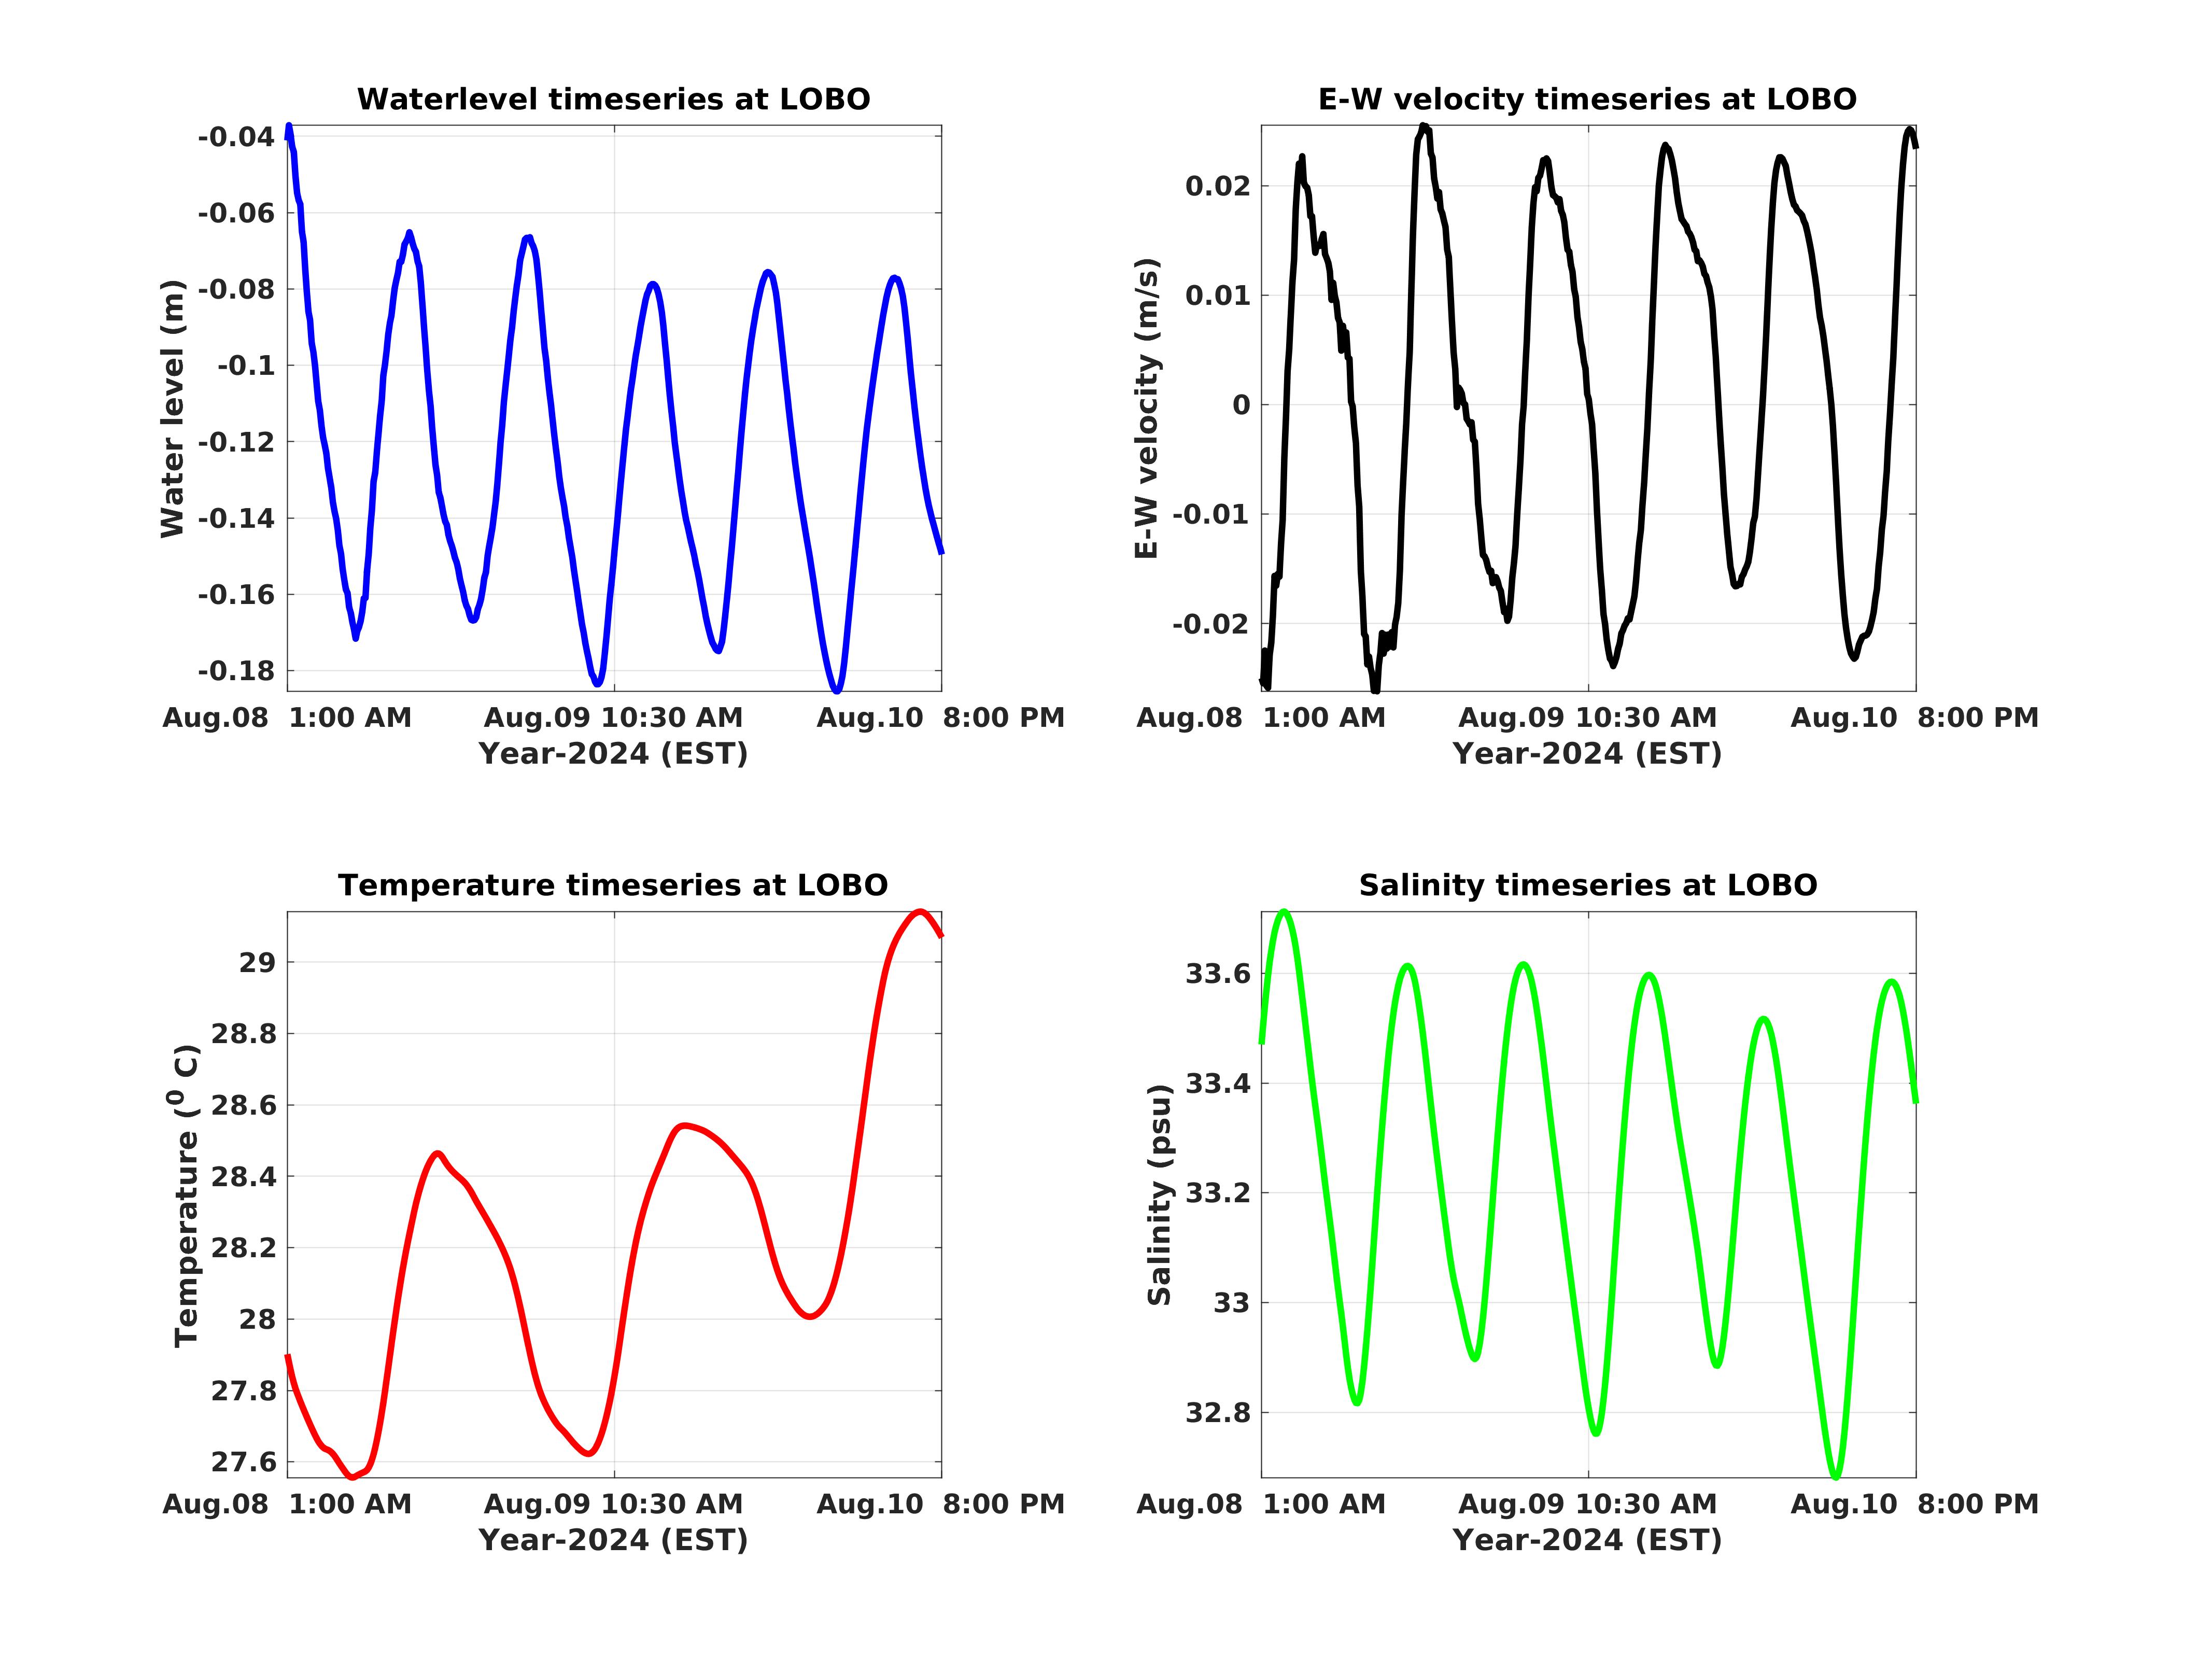 Waterlevel timeseries at LOBO
-0.04
-0.06
-0.08
-0.1
-0.12
-0.14
-0.16
-0.18
Water level (m)
Aug.08 1:00 AM Aug.09 10:30 AM Aug.10 8:00 PM
Year-2024 (EST)
E-W velocity timeseries at LOBO
0.02
0.01
0
-0.01
-0.02
E-W velocity (m/s)
Aug.08 1:00 AM Aug.09 10:30 AM Aug.10 8:00 PM
Year-2024 (EST)
Temperature timeseries at LOBO
29
28.8
28.6
28.4
28.2
28
27.8
27.6
Temperature (⁰ C)
Aug.08 1:00 AM Aug.09 10:30 AM Aug.10 8:00 PM
Year-2024 (EST)
Salinity timeseries at LOBO
33.6
33.4
33.2
33
32.8
Salinity (psu)
Aug.08 1:00 AM Aug.09 10:30 AM Aug.10 8:00 PM
Year-2024 (EST)